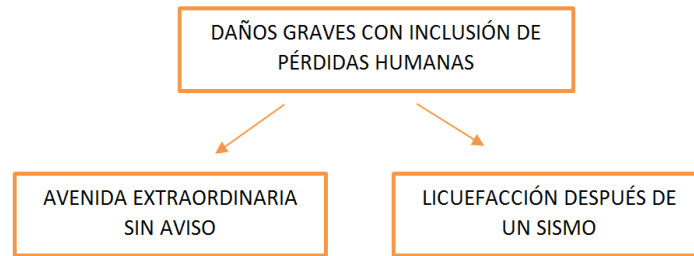 DAÑOS GRAVES CON INCLUSIÓN DE
PÉRDIDAS HUMANAS
AVENIDA EXTRAORDINARIA
SIN AVISO
LICUEFACCIÓN DESPUÉS DE
UN SISMO